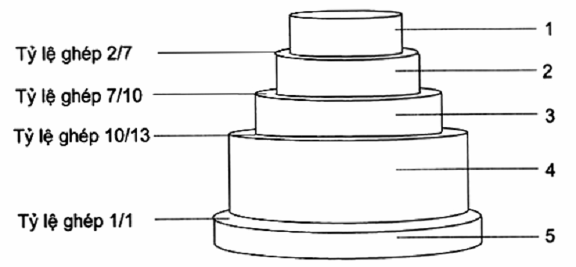 1
Tỷ lệ ghép 2/7
2
Tỷ lệ ghép 7/10
3
Tỷ lệ ghép 10/13
4
Tỷ lệ ghép 1/1
5